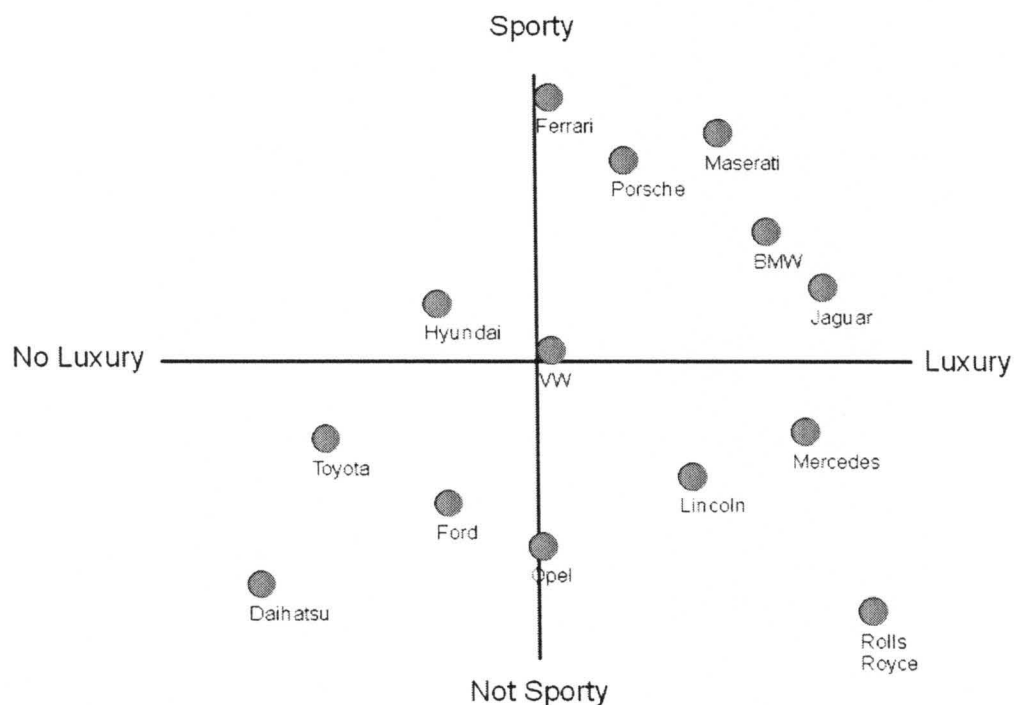 Sporty
Ferrari
Maserati
Porsche
BMW
Jaguar
Hyundai
No Luxury
Luxury
VW
Mercedes
Toyota
Lincoln
Ford
Opel
Daihatsu
Rolls
Royce
Not Sporty